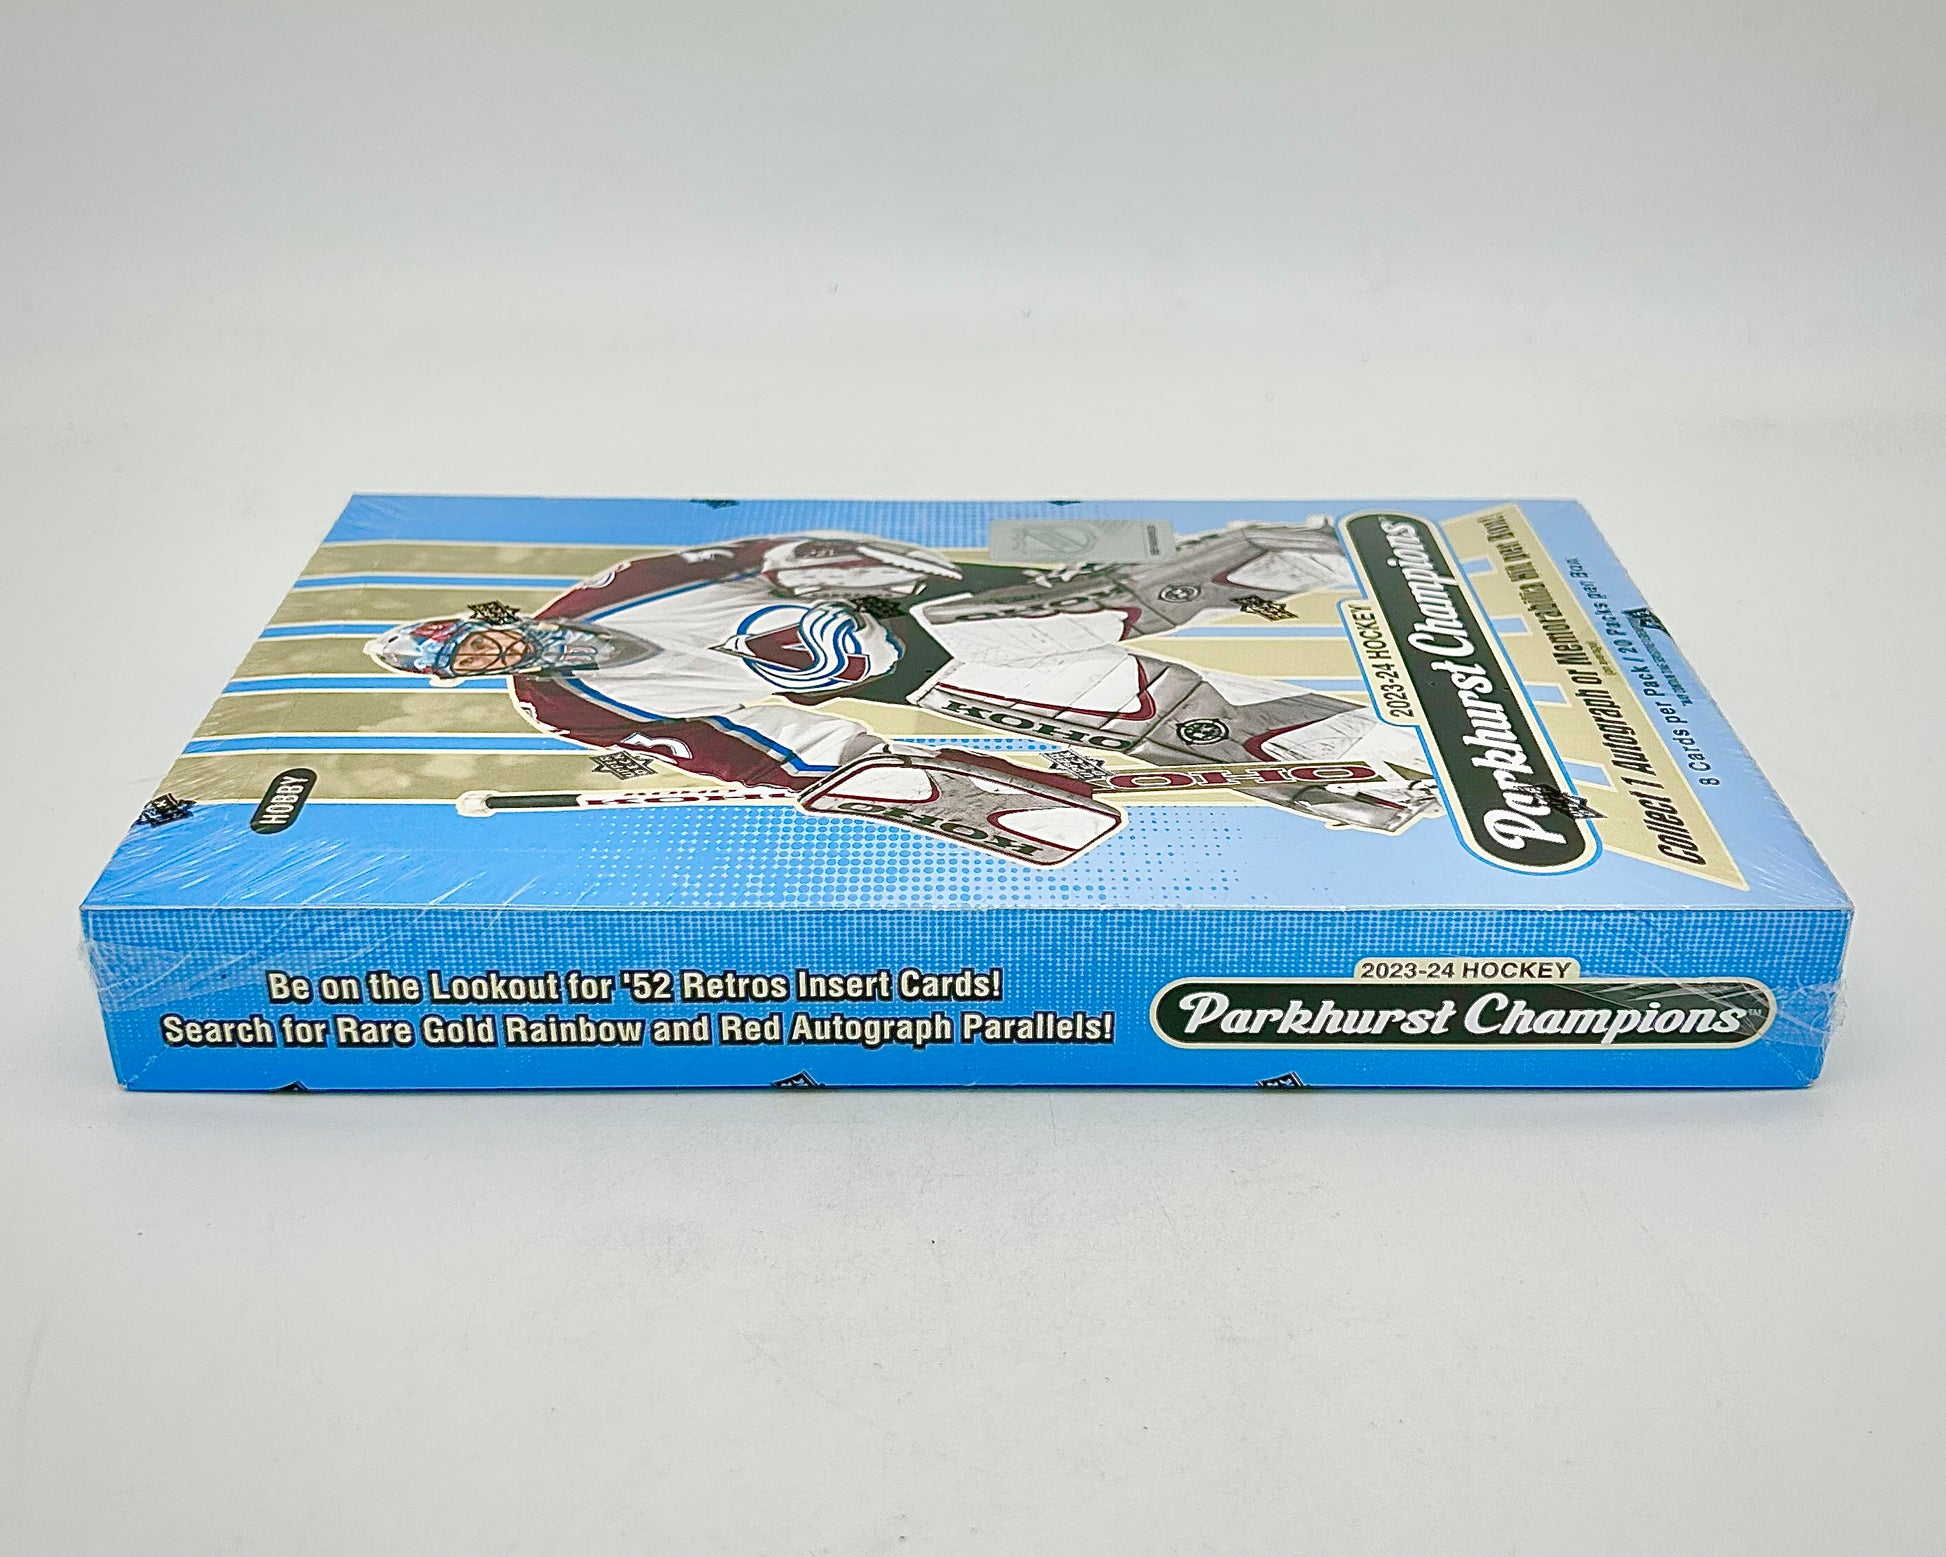 HOBBY
KOHO
KOHO
KOHO
2023-24 HOCKEY
Parkhurst Champions
Collect 1 Autograph or Memorabilia Hit per Box!
8 Cards per Pack / 20 Packs per Box
Be on the Lookout for '52 Retros Insert Cards!
Search for Rare Gold Rainbow and Red Autograph Parallels!
2023-24 HOCKEY
Parkhurst Champions™